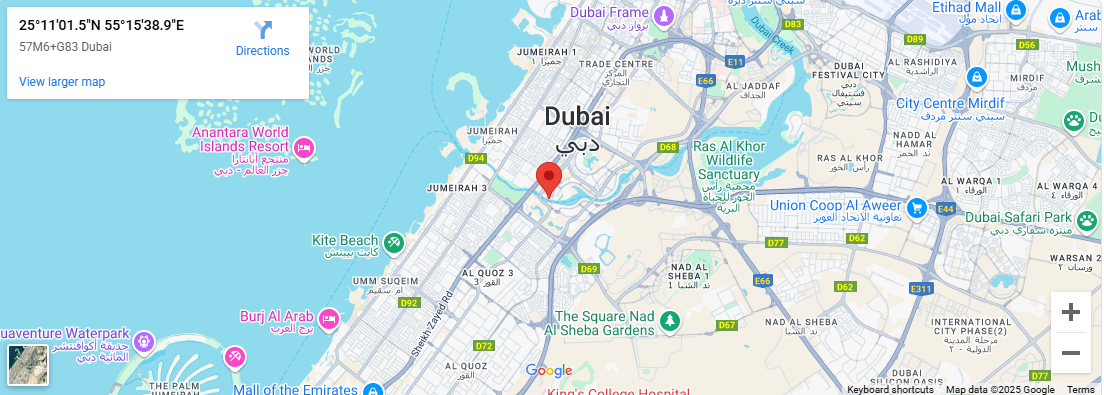 25°11'01.5"N 55°15'38.9"E
57M6+G83 Dubai
Directions
View larger map
Dubai Frame
برواز دبي
Etihad Mall
اتحاد مول
JUMEIRAH 1
جميرا ١
TRADE CENTRE
المركز
التجاري
Dubai Creek
E11
D89
D56
E66
AL JADDAF
الجداف
DUBAI
FESTIVAL CITY
دبي
فستيفال
سيتي
AL RASHIDIYA
الراشدية
MIRDIF
مردف
City Centre Mirdif
سيتي سنتر مردف
Anantara World
Islands Resort
منتجع أنانتارا
جزر العالم - دبي
JUMEIRAH
جميرا
Dubai
دبي
D94
D68
Ras Al Khor
Wildlife
Sanctuary
محمية رأس
الخور للحياة
البرية
NADD AL
HAMAR
ند الحمر
RAS AL KHOR
راس الخور
AL WARQA 1
الورقاء ١
AL WARQA 4
الورقاء ٤
JUMEIRAH 3
جميرا ٣
Union Coop Al Aweer
تعاونية الاتحاد العوير
E44
Dubai Safari Park
منتزه سفاري دبي
Kite Beach
كايت بييتش
D77
D62
WARSAN 2
ورسان ٢
UMM SUQEIM
أم سقيم
AL QUOZ 3
القوز ٣
D69
NAD AL
SHEBA 1
ند الشبا ١
E66
D62
E311
D92
Sheikh Zayed Rd
Burj Al Arab
برج العرب
The Square Nad
Al Sheba Gardens
D67
NAD AL SHEBA
ند الشبا
INTERNATIONAL
CITY PHASE(2)
مرحلة المدينة
العالمية - ٢
uaventure Waterpark
حديقة أكوافنتشر
المائية دبي
D72
AL QUOZ
القوز
THE PALM
Mall of the Emirates
Google
King's College Hospital
DUBAI
SILICON OASIS
Keyboard shortcuts
Map data ©2025 Google
Terms